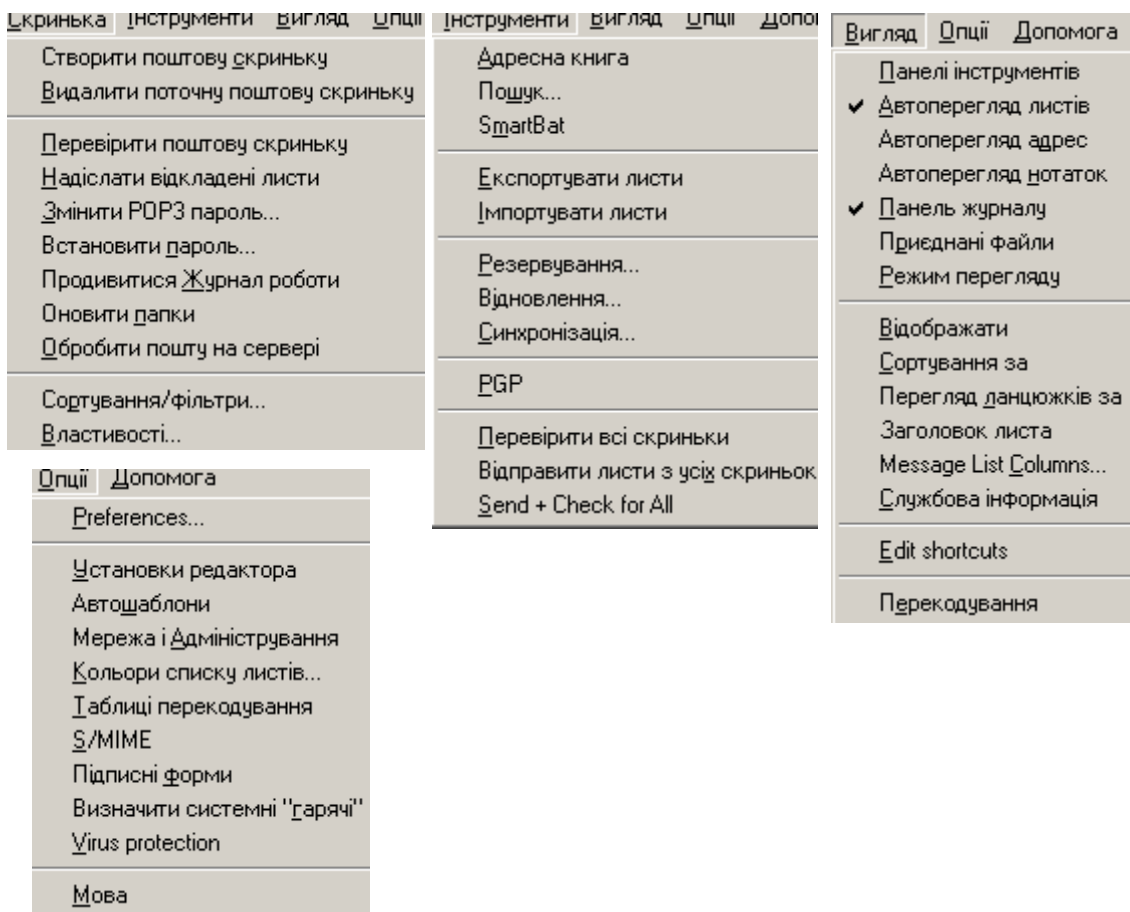 Скринька Інструменти Вигляд Опції
Створити поштову скриньку
Видалити поточну поштову скриньку
Перевірити поштову скриньку
Надіслати відкладені листи
Змінити POP3 пароль...
Встановити пароль...
Продивитися Журнал роботи
Оновити папки
Обробити пошту на сервері
Сортування/фільтри...
Властивості...
Інструменти Вигляд Опції Допо
Адресна книга
Пошук...
SmartBat
Експортувати листи
Імпортувати листи
Резервування...
Відновлення...
Синхронізація...
PGP
Перевірити всі скриньки
Відправити листи з усіх скриньок
Send + Check for All
Вигляд Опції Допомога
Панелі інструментів
Автоперегляд листів
Автоперегляд адрес
Автоперегляд нотаток
Панель журналу
Приєднані файли
Режим перегляду
Відображати
Сортування за
Перегляд ланцюжків за
Заголовок листа
Message List Columns...
Службова інформація
Edit shortcuts
Перекодування
Опції Допомога
Preferences...
Установки редактора
Автошаблони
Мережа і Адміністрування
Кольори списку листів...
Таблиці перекодування
S/MIME
Підписні форми
Визначити системні "гарячі"
Virus protection
Мова